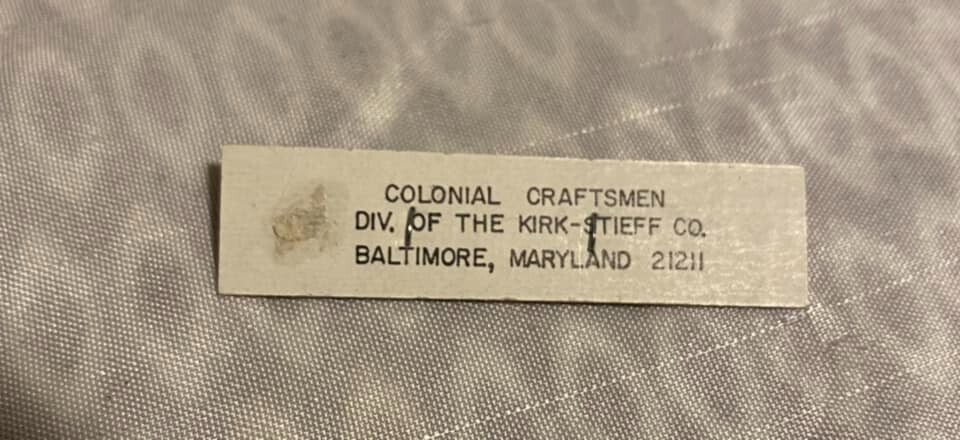 COLONIAL CRAFTSMEN
DIV. OF THE KIRK-STIEFF CO.
BALTIMORE, MARYLAND 21211